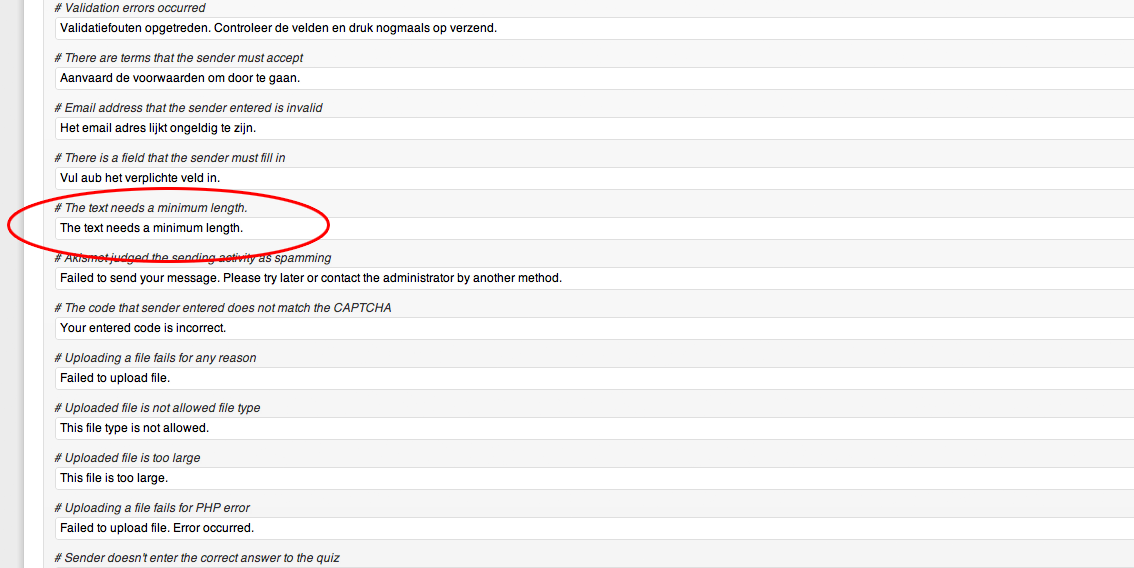 # Validation errors occurred
Validatiefouten opgetreden. Controleer de velden en druk nogmaals op verzend.
# There are terms that the sender must accept
Aanvaard de voorwaarden om door te gaan.
# Email address that the sender entered is invalid
Het email adres lijkt ongeldig te zijn.
# There is a field that the sender must fill in
Vul aub het verplichte veld in.
# The text needs a minimum length.
The text needs a minimum length.
# Akismet judged the sending activity as spamming
Failed to send your message. Please try later or contact the administrator by another method.
# The code that sender entered does not match the CAPTCHA
Your entered code is incorrect.
# Uploading a file fails for any reason
Failed to upload file.
# Uploaded file is not allowed file type
This file type is not allowed.
# Uploaded file is too large
This file is too large.
# Uploading a file fails for PHP error
Failed to upload file. Error occurred.
# Sender doesn't enter the correct answer to the quiz